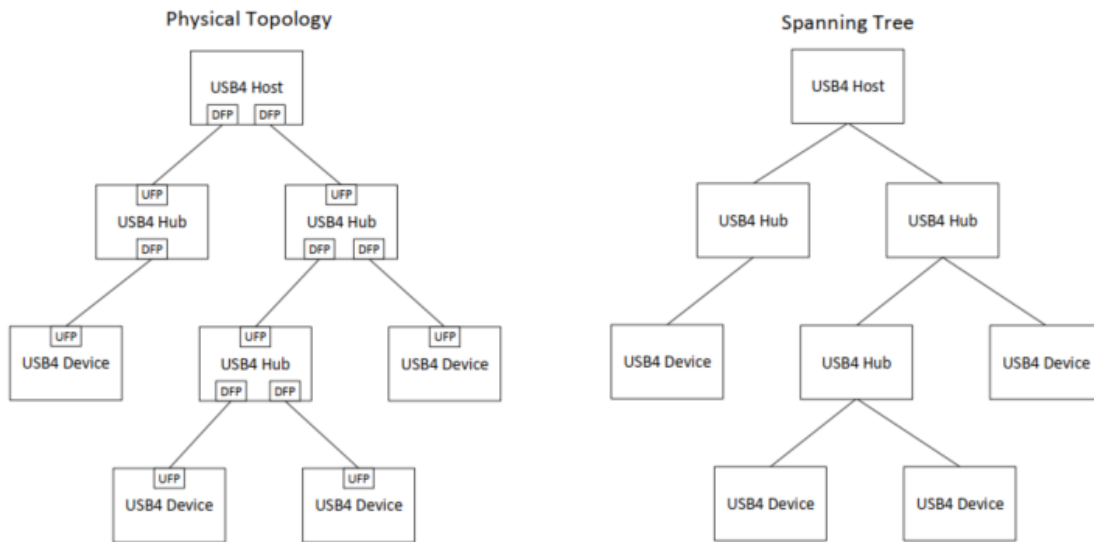 Physical Topology
USB4 Host
DFP DFP
UFP UFP
USB4 Hub USB4 Hub
DFP DFP DFP
UFP UFP UFP
USB4 Device USB4 Hub USB4 Device
DFP DFP
UFP UFP
USB4 Device USB4 Device
Spanning Tree
USB4 Host
USB4 Hub USB4 Hub
USB4 Device USB4 Hub USB4 Device
USB4 Device USB4 Device